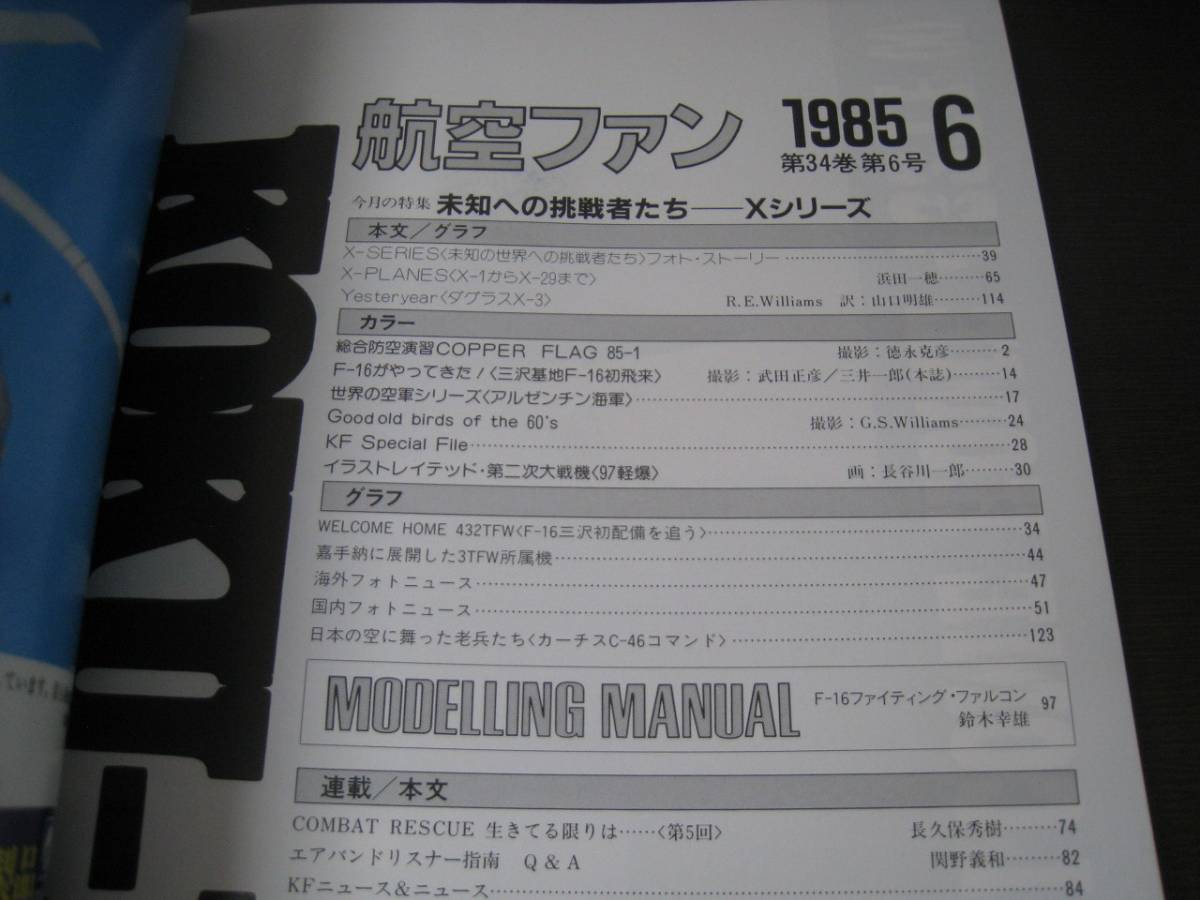 航空ファン 1985 6
第34巻 第6号
今月の特集 未知への挑戦者たち――Xシリーズ
本文／グラフ
X-SERIES〈未知の世界への挑戦者たち〉フォト・ストーリー……39
X-PLANES〈X-1からX-29まで〉 浜田一穂……65
Yesteryear〈ダグラスX-3〉 R.E.Williams 訳：山口明雄……114
カラー
総合防空演習COPPER FLAG 85-1 撮影：徳永克彦……2
F-16がやってきた！〈三沢基地F-16初飛来〉 撮影：武田正彦／三井一郎(本誌)……14
世界の空軍シリーズ〈アルゼンチン海軍〉……17
Good old birds of the 60's 撮影：G.S.Williams……24
KF Special File……28
イラストレイテッド・第二次大戦機〈97軽爆〉 画：長谷川一郎……30
グラフ
WELCOME HOME 432TFW〈F-16三沢初配備を追う〉……34
嘉手納に展開した3TFW所属機……44
海外フォトニュース……47
国内フォトニュース……51
日本の空に舞った老兵たち〈カーチスC-46コマンド〉……123
MODELLING MANUAL F-16ファイティング・ファルコン 97
鈴木幸雄
連載／本文
COMBAT RESCUE 生きてる限りは……〈第5回〉 長久保秀樹……74
エアバンドリスナー指南 Q & A 関野義和……82
KFニュース&ニュース……84
KOKU-
ています。